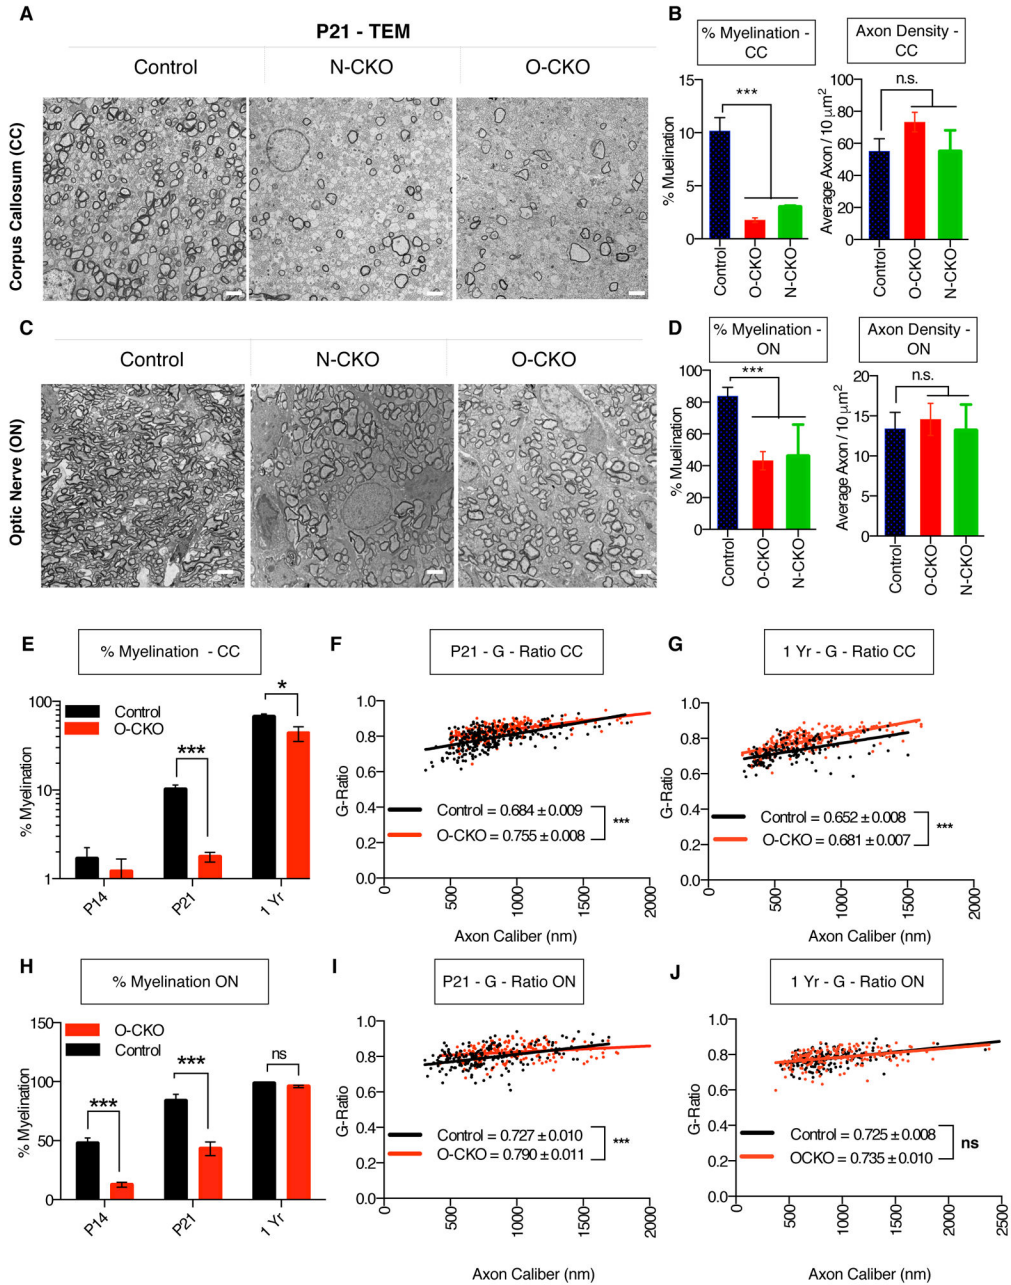 A
P21 - TEM
Control
N-CKO
O-CKO
Corpus Callosum (CC)
B
% Myelination -
CC
Axon Density -
CC
15
10
5
0
% Muelination
***
Control
O-CKO
N-CKO
100
80
60
40
20
0
Average Axon / 10 µm2
n.s.
Control
O-CKO
N-CKO
C
Control
N-CKO
O-CKO
Optic Nerve (ON)
D
% Myelination -
ON
Axon Density -
ON
100
80
60
40
20
0
% Muelination
***
Control
O-CKO
N-CKO
20
15
10
5
0
Average Axon / 10 µm2
n.s.
Control
O-CKO
N-CKO
E
% Myelination - CC
100
10
1
% Myelination
Control
O-CKO
***
*
P14
P21
1 Yr
F
P21 - G - Ratio CC
1.0
0.8
0.6
0.4
0.2
0.0
G-Ratio
Control = 0.684 ± 0.009
O-CKO = 0.755 ± 0.008
***
500
1000
1500
2000
Axon Caliber (nm)
G
1 Yr - G - Ratio CC
1.0
0.8
0.6
0.4
0.2
0.0
G-Ratio
Control = 0.652 ± 0.008
O-CKO = 0.681 ± 0.007
***
0
500
1000
1500
2000
Axon Caliber (nm)
H
% Myelination ON
150
100
50
0
% Myelination
O-CKO
Control
***
***
ns
P14
P21
1 Yr
I
P21 - G - Ratio ON
1.0
0.8
0.6
0.4
0.2
0.0
G-Ratio
Control = 0.727 ± 0.010
O-CKO = 0.790 ± 0.011
***
500
1000
1500
2000
Axon Caliber (nm)
J
1 Yr - G - Ratio ON
1.0
0.8
0.6
0.4
0.2
0.0
G-Ratio
Control = 0.725 ± 0.008
OCKO = 0.735 ± 0.010
ns
0
500
1000
1500
2000
2500
Axon Caliber (nm)